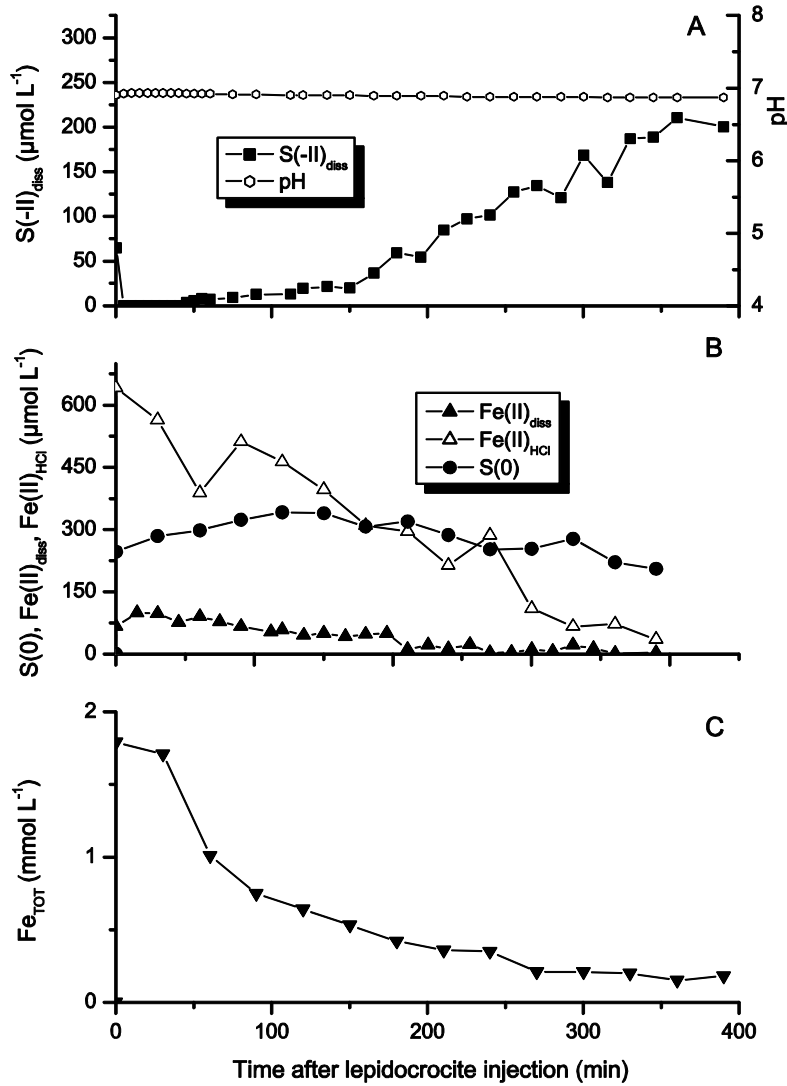 A
300
250
200
150
100
50
0
S(-II)diss (μmol L-1)
8
7
6
5
4
pH
S(-II)diss
pH
B
600
450
300
150
0
S(0), Fe(II)diss, Fe(II)HCl (μmol L-1)
Fe(II)diss
Fe(II)HCl
S(0)
C
2
1
0
FeTOT (mmol L-1)
0 100 200 300 400
Time after lepidocrocite injection (min)